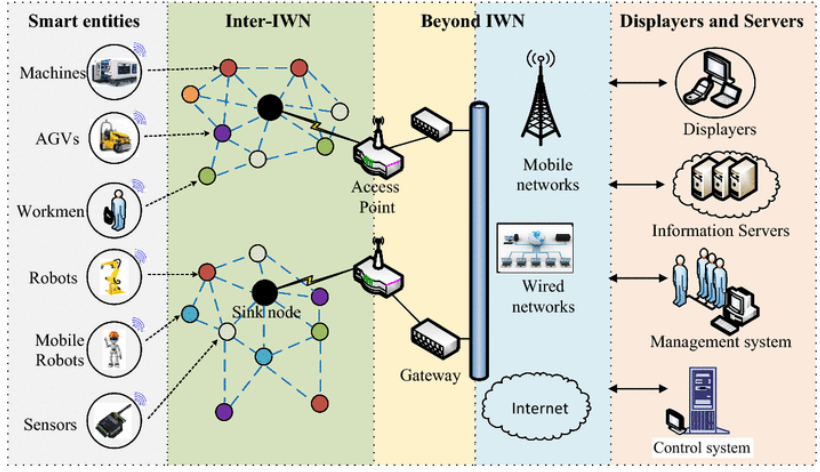 Smart entities
Inter-IWN
Beyond IWN
Displayers and Servers
Machines
AGVs
Workmen
Robots
Mobile
Robots
Sensors
Sink node
Access
Point
Gateway
Mobile
networks
Wired
networks
Internet
Displayers
Information Servers
Management system
Control system